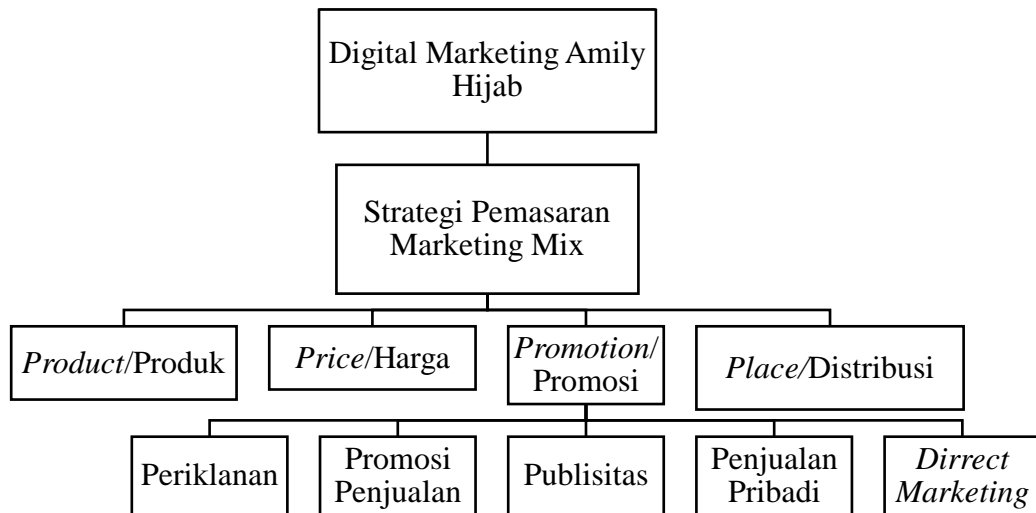 Digital Marketing Amily
Hijab
Strategi Pemasaran
Marketing Mix
Product/Produk
Price/Harga
Promotion/
Promosi
Place/Distribusi
Periklanan
Promosi
Penjualan
Publisitas
Penjualan
Pribadi
Dirrect
Marketing